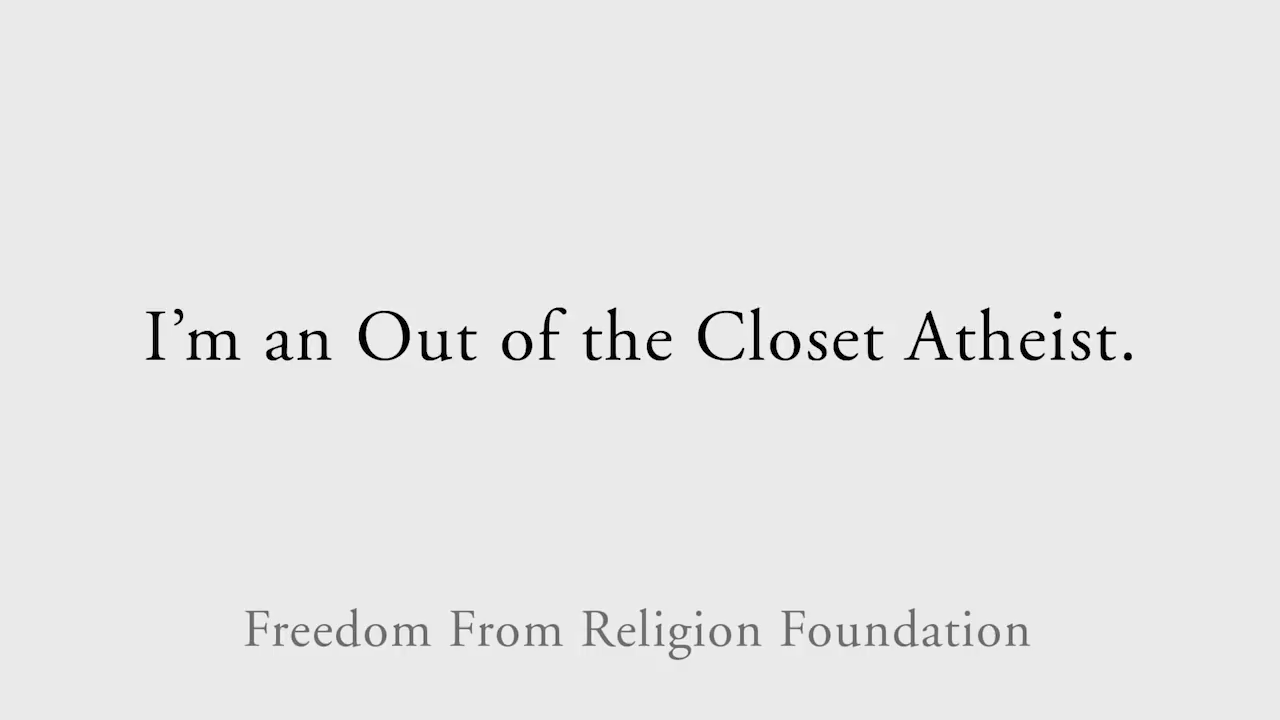 I’m an Out of the Closet Atheist.
Freedom From Religion Foundation